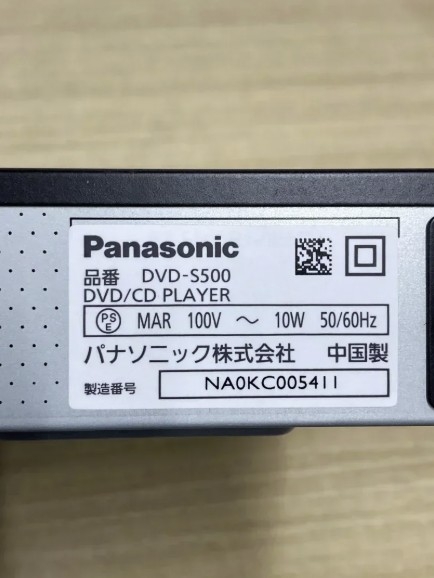 Panasonic
品番 DVD-S500
DVD/CD PLAYER
PS E MAR 100V ～ 10W 50/60Hz
パナソニック株式会社 中国製
製造番号 NA0KC005411